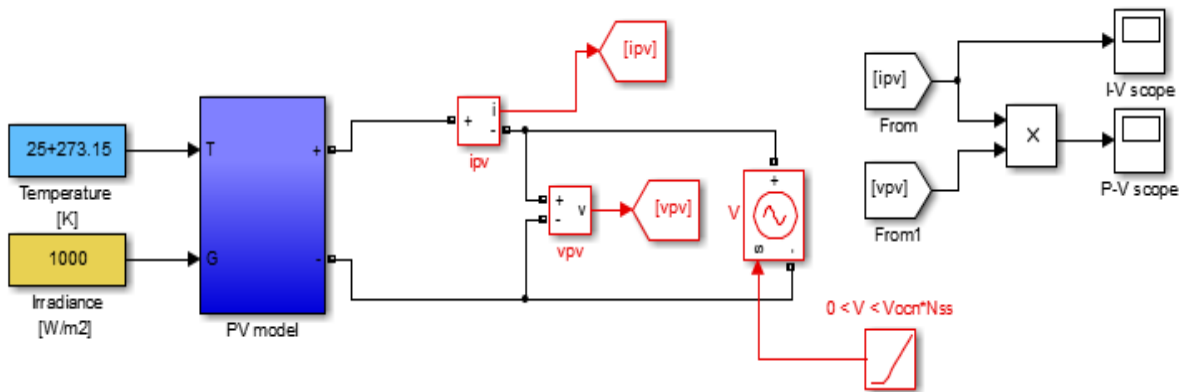 25+273.15
Temperature
[K]
1000
Irradiance
[W/m2]
T
G
+
-
PV model
+
i
-
ipv
[ipv]
+
-
v
vpv
[vpv]
V
+
s
-
0 < V < Vocn*Nss
[ipv]
From
[vpv]
From1
X
I-V scope
P-V scope